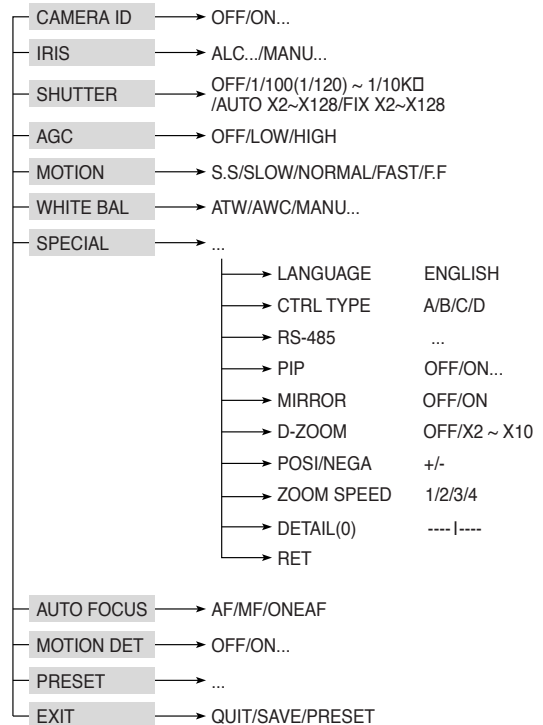 CAMERA ID OFF/ON...
IRIS ALC.../MANU...
SHUTTER OFF/1/100(1/120) ~ 1/10K□
/AUTO X2~X128/FIX X2~X128
AGC OFF/LOW/HIGH
MOTION S.S/SLOW/NORMAL/FAST/F.F
WHITE BAL ATW/AWC/MANU...
SPECIAL ...
LANGUAGE ENGLISH
CTRL TYPE A/B/C/D
RS-485 ...
PIP OFF/ON...
MIRROR OFF/ON
D-ZOOM OFF/X2 ~ X10
POSI/NEGA +/-
ZOOM SPEED 1/2/3/4
DETAIL(0) ----I----
RET
AUTO FOCUS AF/MF/ONEAF
MOTION DET OFF/ON...
PRESET ...
EXIT QUIT/SAVE/PRESET